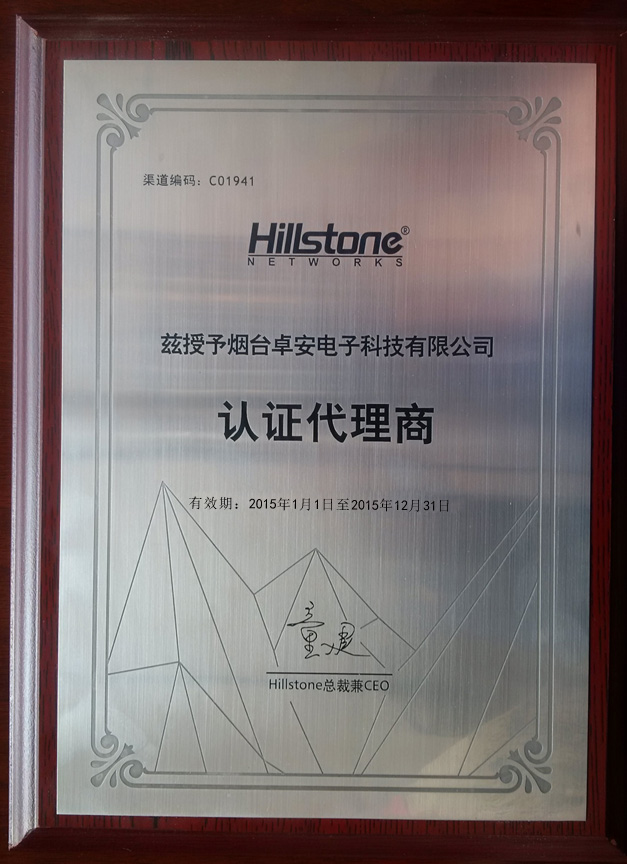 渠道编码：C01941
Hillstone®
NETWORKS
兹授予烟台卓安电子科技有限公司
认证代理商
有效期：2015年1月1日至2015年12月31日
童建
Hillstone总裁兼CEO